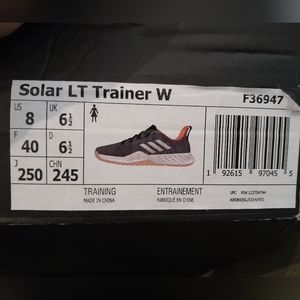 Solar LT Trainer W
F36947
US UK
8 6½
F D
40 6½
J CHN
250 245
TRAINING ENTRAINEMENT
MADE IN CHINA FABRIQUÉ EN CHINE
1 92615 97045 5
UPC PO#